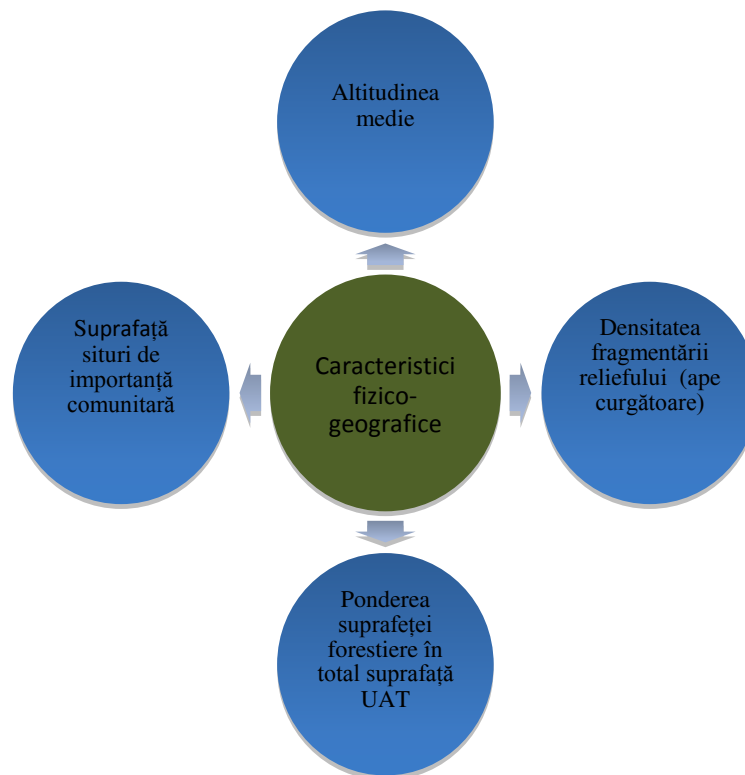 Altitudinea
medie
Suprafață
situri de
importanță
comunitară
Caracteristici
fizico-
geografice
Densitatea
fragmentării
reliefului (ape
curgătoare)
Ponderea
suprafeței
forestiere în
total suprafață
UAT